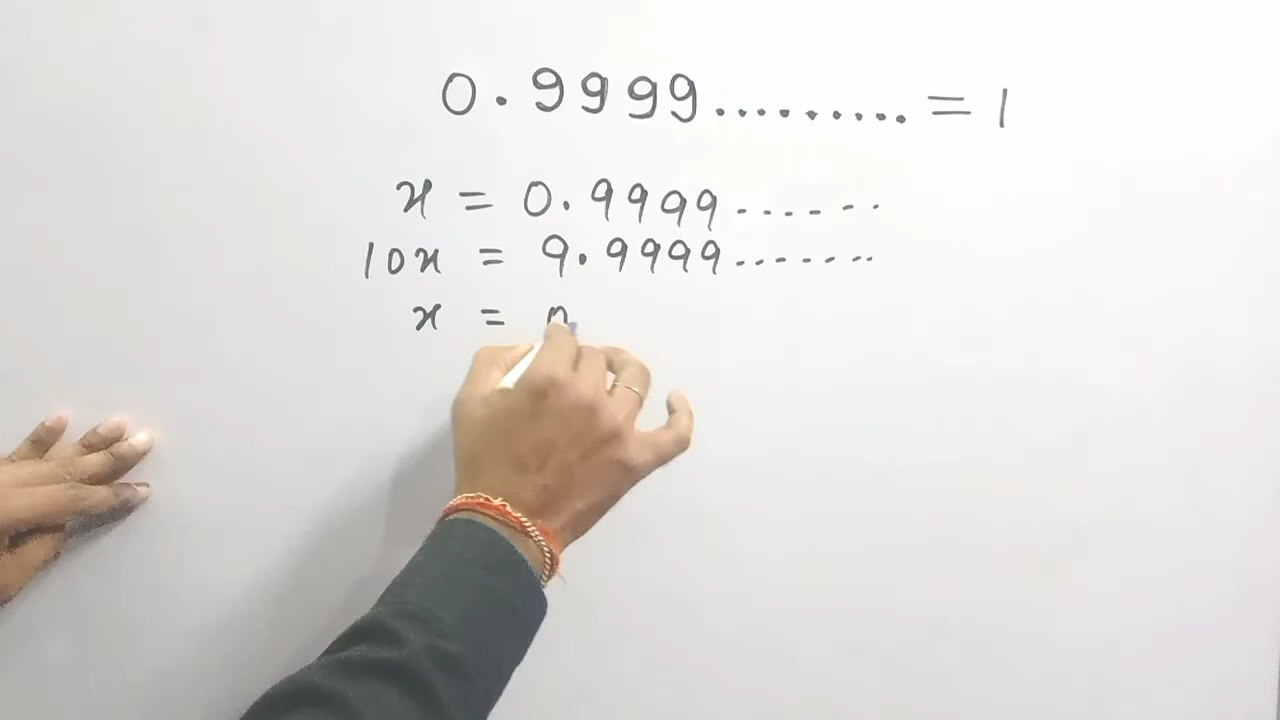 0.9999......... = 1
x = 0.9999.......
10x = 9.9999.......
x =